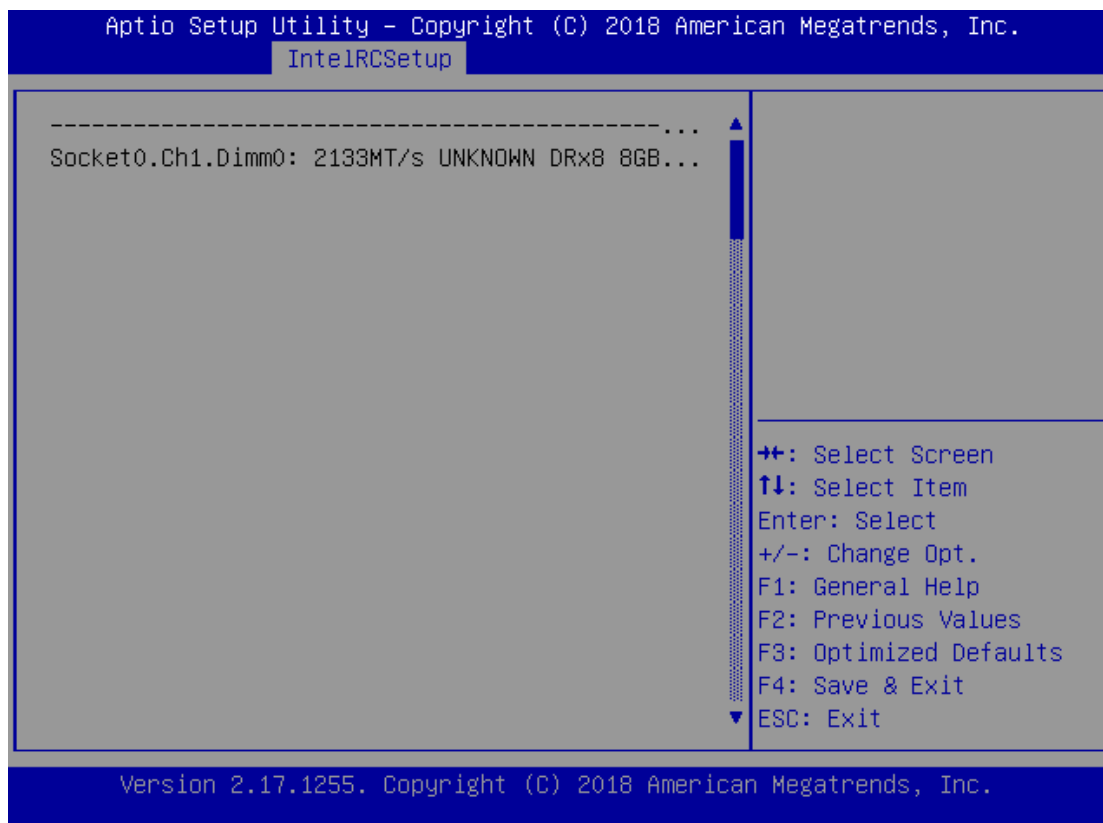 Aptio Setup Utility – Copyright (C) 2018 American Megatrends, Inc.
IntelRCSetup
--------------------------------------------...
Socket0.Ch1.Dimm0: 2133MT/s UNKNOWN DRx8 8GB...
→←: Select Screen
↑↓: Select Item
Enter: Select
+/-: Change Opt.
F1: General Help
F2: Previous Values
F3: Optimized Defaults
F4: Save & Exit
ESC: Exit
Version 2.17.1255. Copyright (C) 2018 American Megatrends, Inc.